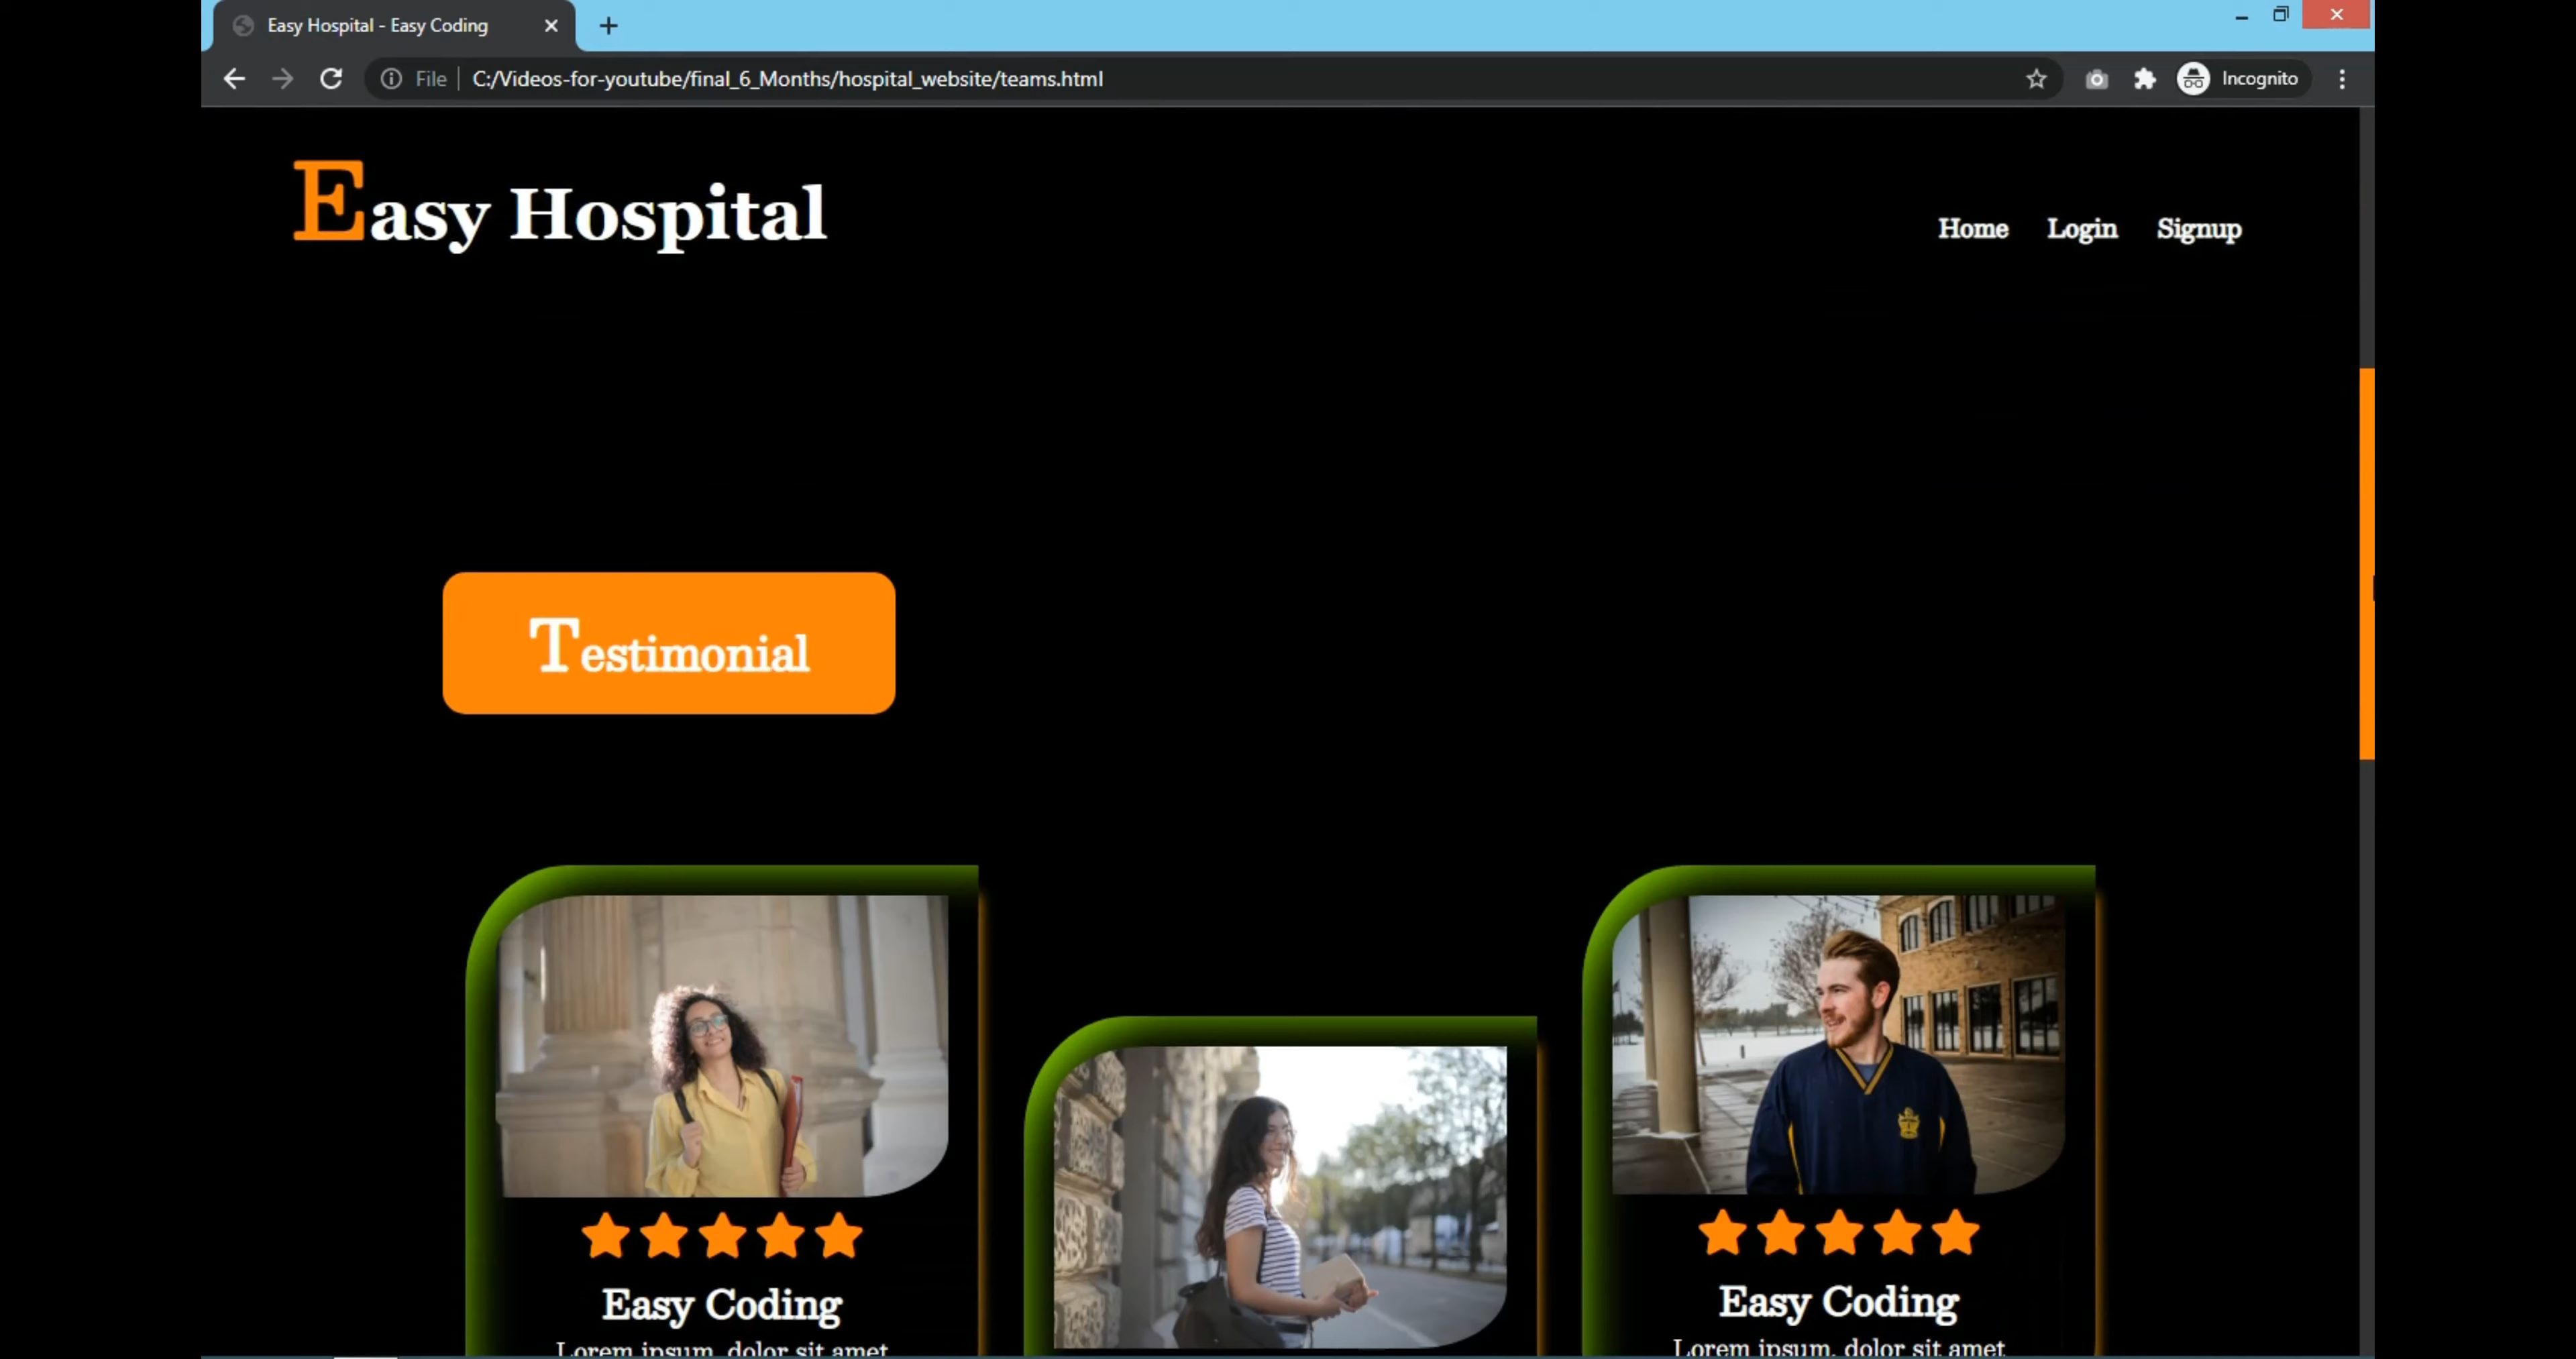 Easy Hospital - Easy Coding
File C:/Videos-for-youtube/final_6_Months/hospital_website/teams.html
Incognito
Easy Hospital
Home Login Signup
Testimonial
Easy Coding
Lorem ipsum, dolor sit amet
Easy Coding
Lorem ipsum, dolor sit amet